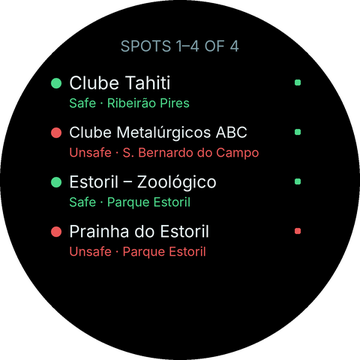 SPOTS 1–4 OF 4
Clube Tahiti
Safe · Ribeirão Pires
Clube Metalúrgicos ABC
Unsafe · S. Bernardo do Campo
Estoril – Zoológico
Safe · Parque Estoril
Prainha do Estoril
Unsafe · Parque Estoril